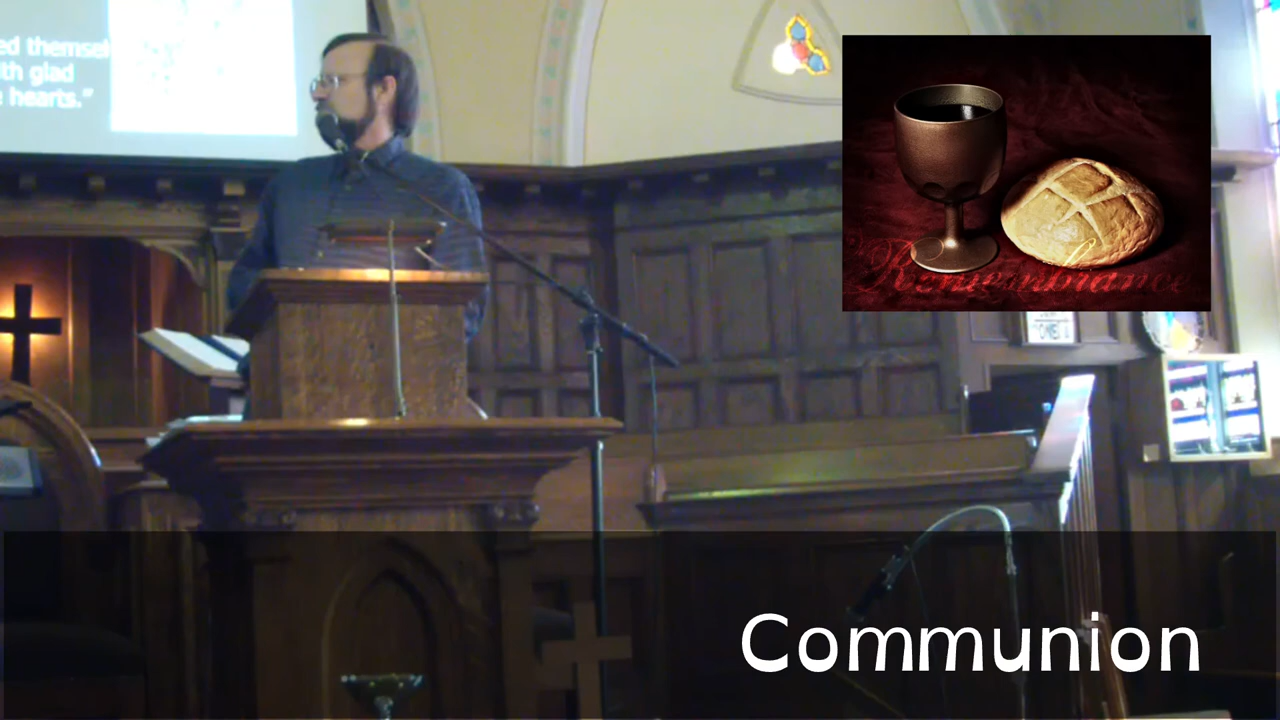 ed themsel
th glad
e hearts.”
Remembrance
Communion